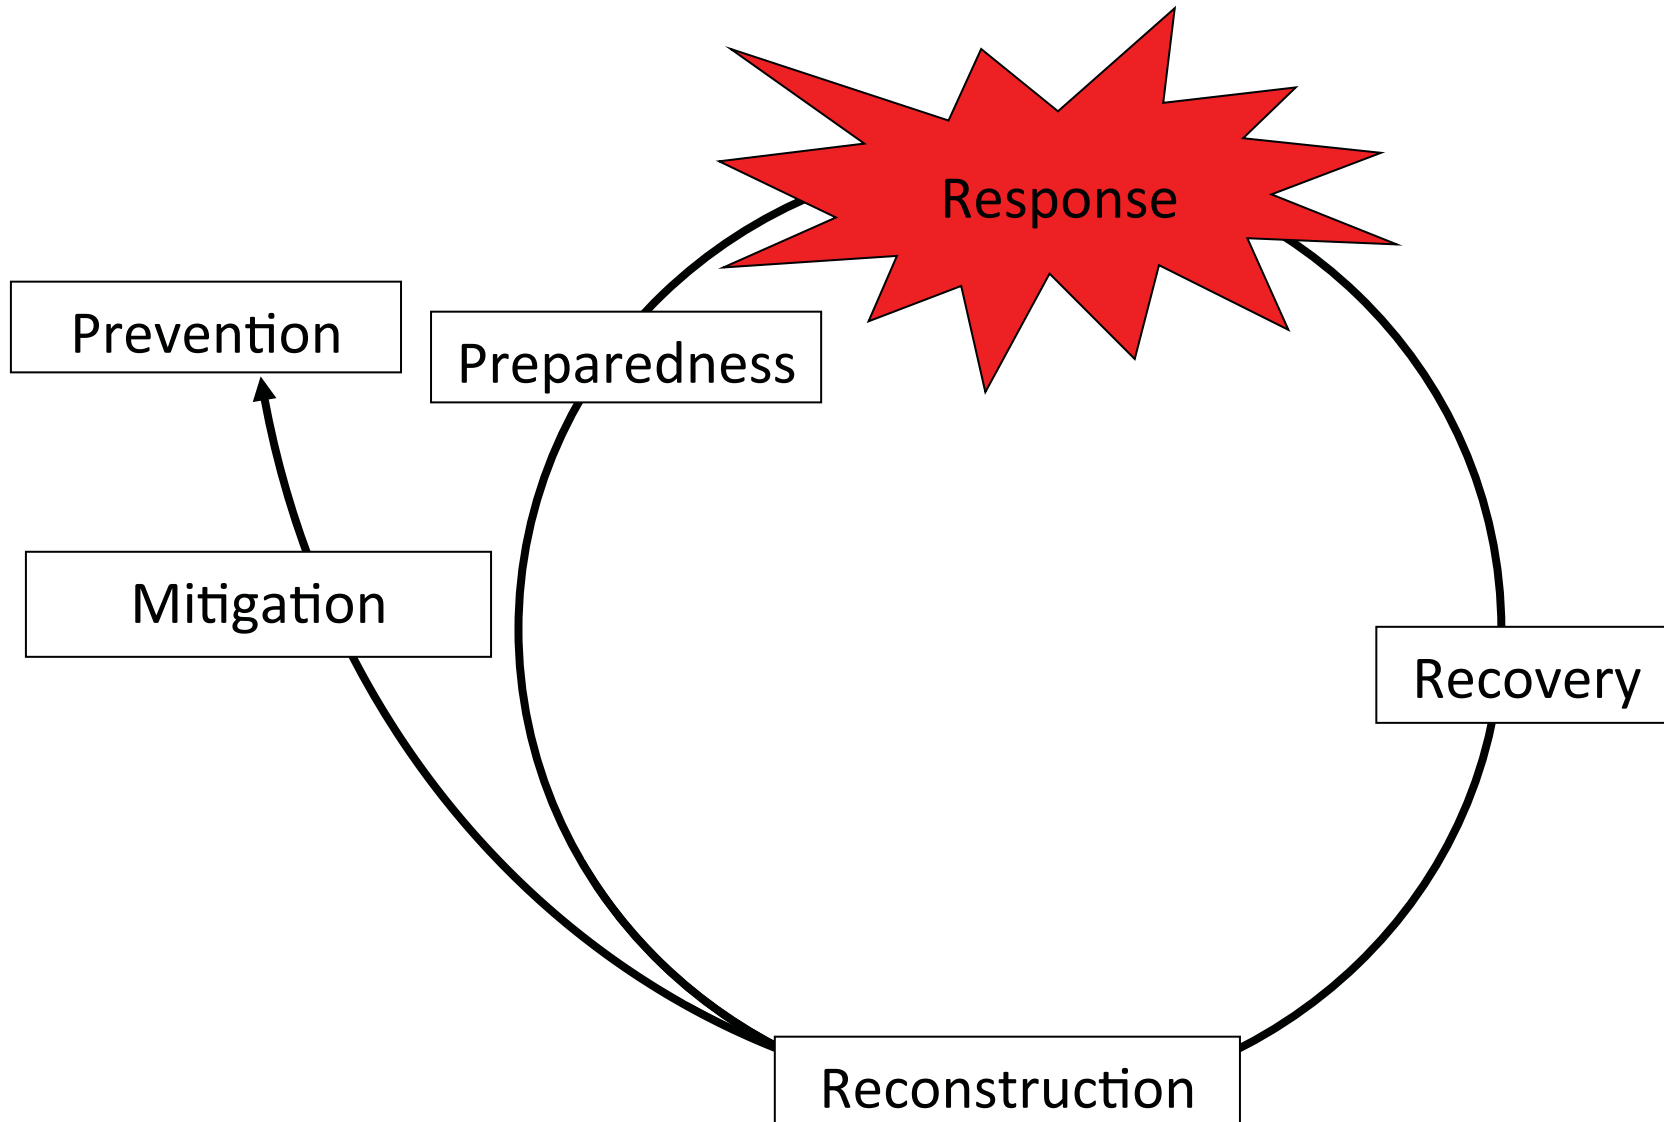 Response
Prevention
Preparedness
Mitigation
Recovery
Reconstruction